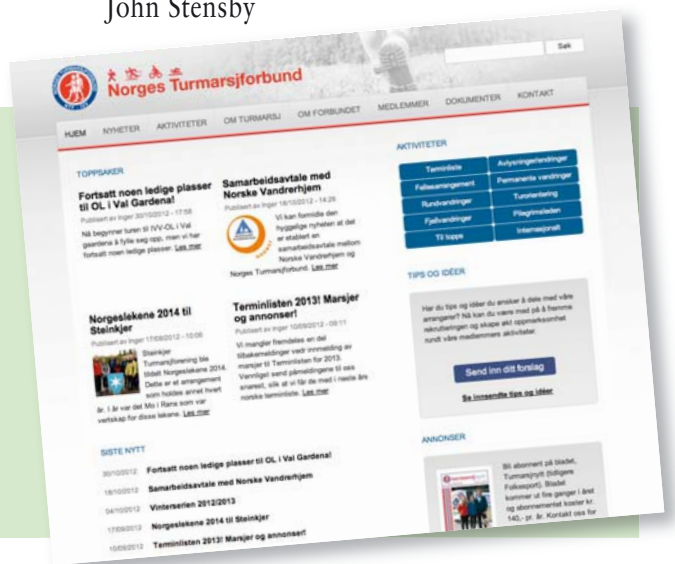 John Stensby
Norges Turmarsjforbund
Søk
HJEM NYHETER AKTIVITETER OM TURMARSJ OM FORBUNDET MEDLEMMER DOKUMENTER KONTAKT
TOPPSAKER
Fortsatt noen ledige plasser
til OL i Val Gardena!
Publisert av Inger 30/10/2012 - 17:58
Nå begynner turen til IVV-OL i Val
gaardena å fylle seg opp, men vi har
fortsatt noen ledige plasser. Les mer
Samarbeidsavtale med
Norske Vandrerhjem
Publisert av Inger 18/10/2012 - 14:26
Vi kan formidle den
hyggelige nyheten at det
er etablert en
samarbeidsavtale mellom
Norske Vandrerhjem og
Norges Turmarsjforbund. Les mer
Norgeslekene 2014 til
Steinkjer
Publisert av Inger 17/09/2012 - 10:06
Steinkjer
Turmarsjforening ble
tildelt Norgeslekene 2014.
Dette er et arrangement
som holdes annet hvert
år. I år var det Mo i Rana som var
vertskap for disse lekene. Les mer
Terminlisten 2013! Marsjer
og annonser!
Publisert av Inger 10/09/2012 - 09:11
Vi mangler fremdeles en del
tilbakemeldinger vedr innmelding av
marsjer til Terminlisten for 2013.
Vennligst send påmeldingene til oss
snarest, slik at vi får de med i neste års
norske terminliste. Les mer
SISTE NYTT
30/10/2012 Fortsatt noen ledige plasser til OL i Val Gardena!
18/10/2012 Samarbeidsavtale med Norske Vandrerhjem
04/10/2012 Vinterserien 2012/2013
17/09/2012 Norgeslekene 2014 til Steinkjer
10/09/2012 Terminlisten 2013! Marsjer og annonser!
AKTIVITETER
Terminliste Avlysninger/endringer
Fellesarrangement Permanente vandringer
Rundvandringer Turorientering
Fjellvandringer Pilegrimsleden
Til topps Internasjonalt
TIPS OG IDÉER
Har du tips og idéer du ønsker å dele med våre
arrangører? Nå kan du være med på å fremme
rekrutteringen og skape økt oppmerksomhet
rundt våre medlemmers aktiviteter.
Send inn ditt forslag
Se innsendte tips og idéer
ANNONSER
Bli abonnent på bladet,
Turmarsjnytt (tidligere
Folkesport). Bladet
kommer ut fire ganger i året
og abonnementet koster kr.
140,- pr. år. Kontakt oss for